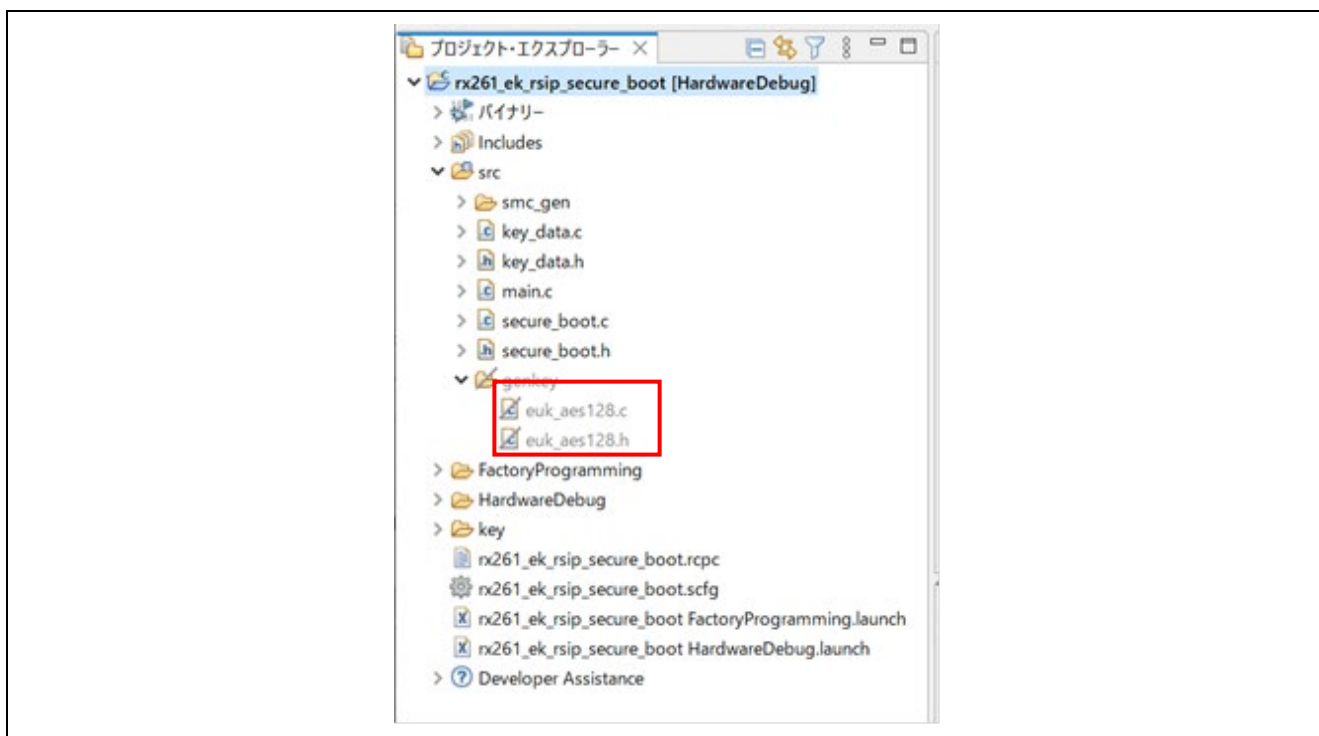 プロジェクト・エクスプローラー
rx261_ek_rsip_secure_boot [HardwareDebug]
バイナリー
Includes
src
smc_gen
key_data.c
key_data.h
main.c
secure_boot.c
secure_boot.h
genkey
euk_aes128.c
euk_aes128.h
FactoryProgramming
HardwareDebug
key
rx261_ek_rsip_secure_boot.rcpc
rx261_ek_rsip_secure_boot.scfg
rx261_ek_rsip_secure_boot FactoryProgramming.launch
rx261_ek_rsip_secure_boot HardwareDebug.launch
Developer Assistance